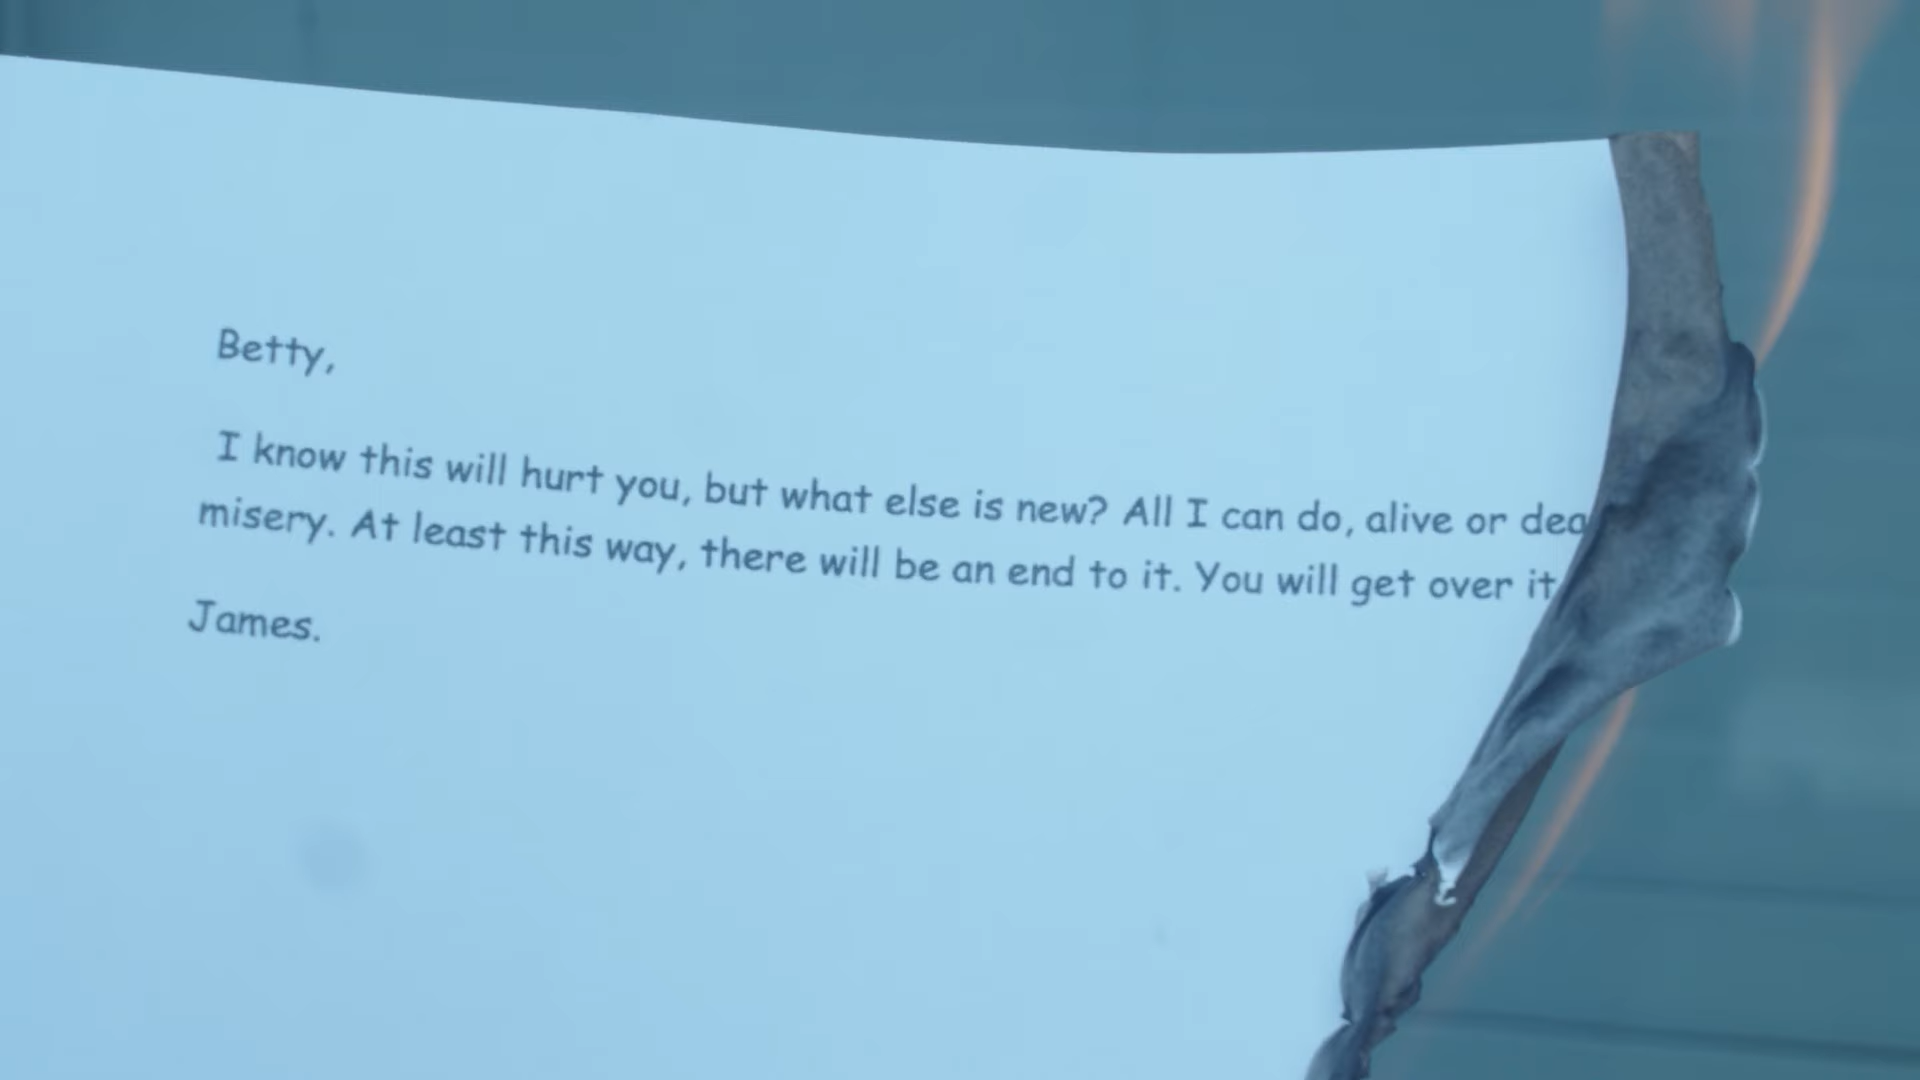 Betty,
I know this will hurt you, but what else is new? All I can do, alive or dea
misery. At least this way, there will be an end to it. You will get over it
James.